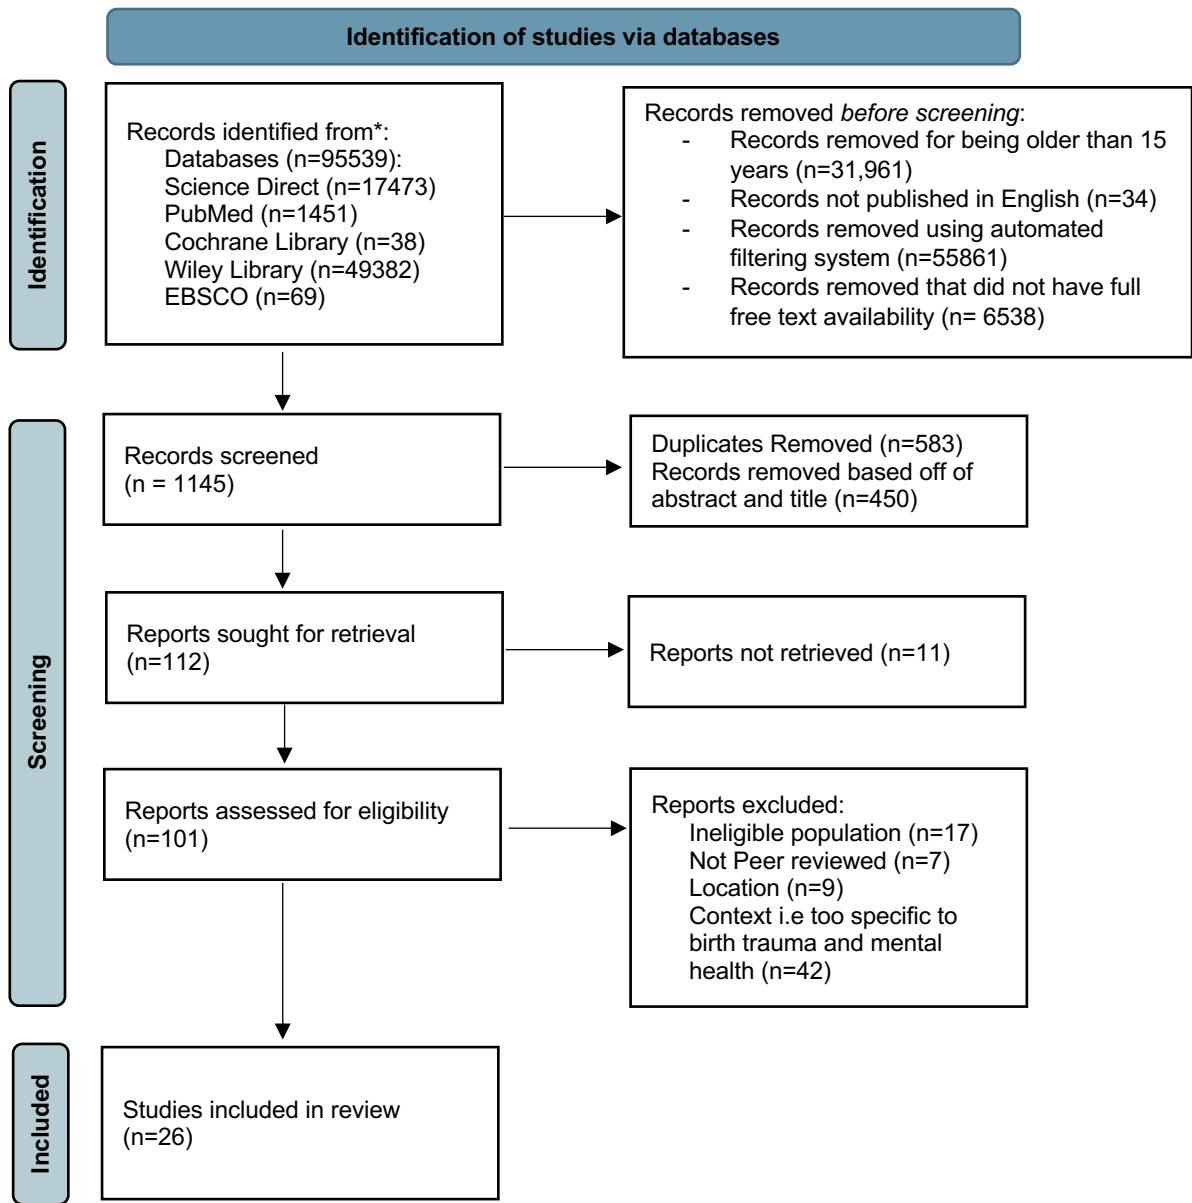 Identification of studies via databases
Identification
Records identified from*:
Databases (n=95539):
Science Direct (n=17473)
PubMed (n=1451)
Cochrane Library (n=38)
Wiley Library (n=49382)
EBSCO (n=69)
Records removed before screening:
- Records removed for being older than 15
years (n=31,961)
- Records not published in English (n=34)
- Records removed using automated
filtering system (n=55861)
- Records removed that did not have full
free text availability (n= 6538)
Screening
Records screened
(n = 1145)
Duplicates Removed (n=583)
Records removed based off of
abstract and title (n=450)
Reports sought for retrieval
(n=112)
Reports not retrieved (n=11)
Reports assessed for eligibility
(n=101)
Reports excluded:
Ineligible population (n=17)
Not Peer reviewed (n=7)
Location (n=9)
Context i.e too specific to
birth trauma and mental
health (n=42)
Included
Studies included in review
(n=26)